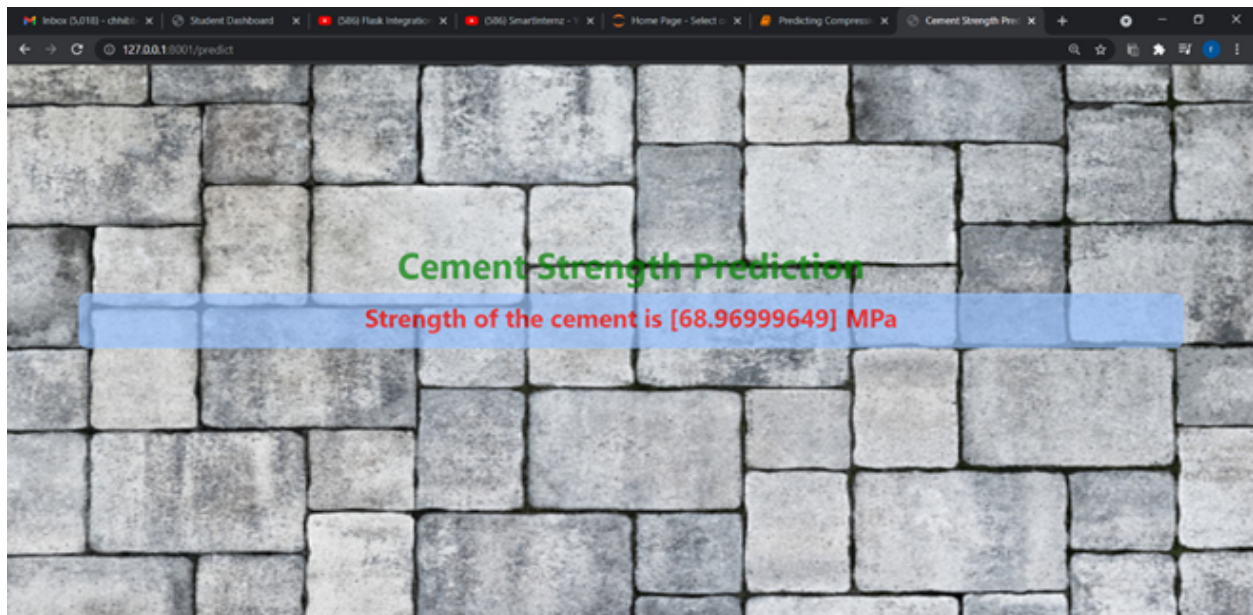 Inbox (5,018) - chhibb
Student Dashboard
(586) Flask Integration
(586) SmartInternz - Y
Home Page - Select o
Predicting Compressi
Cement Strength Pred
127.0.0.1:8001/predict
Cement Strength Prediction
Strength of the cement is [68.96999649] MPa